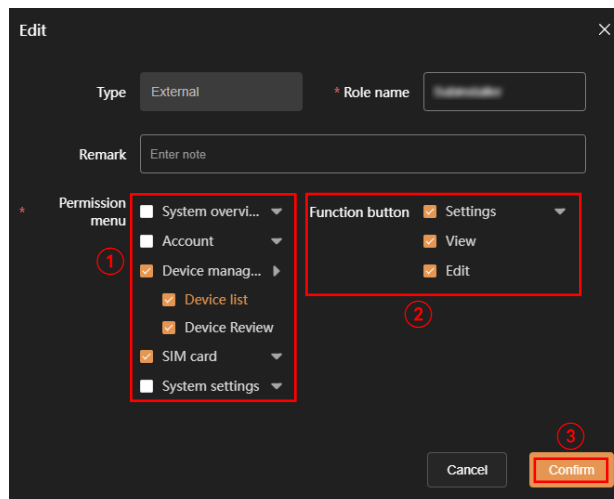 Edit
Type External * Role name
Remark Enter note
* Permission menu
System overvi...
Account
Device manag...
Device list
Device Review
SIM card
System settings
①
Function button Settings
View
Edit
②
③
Cancel Confirm